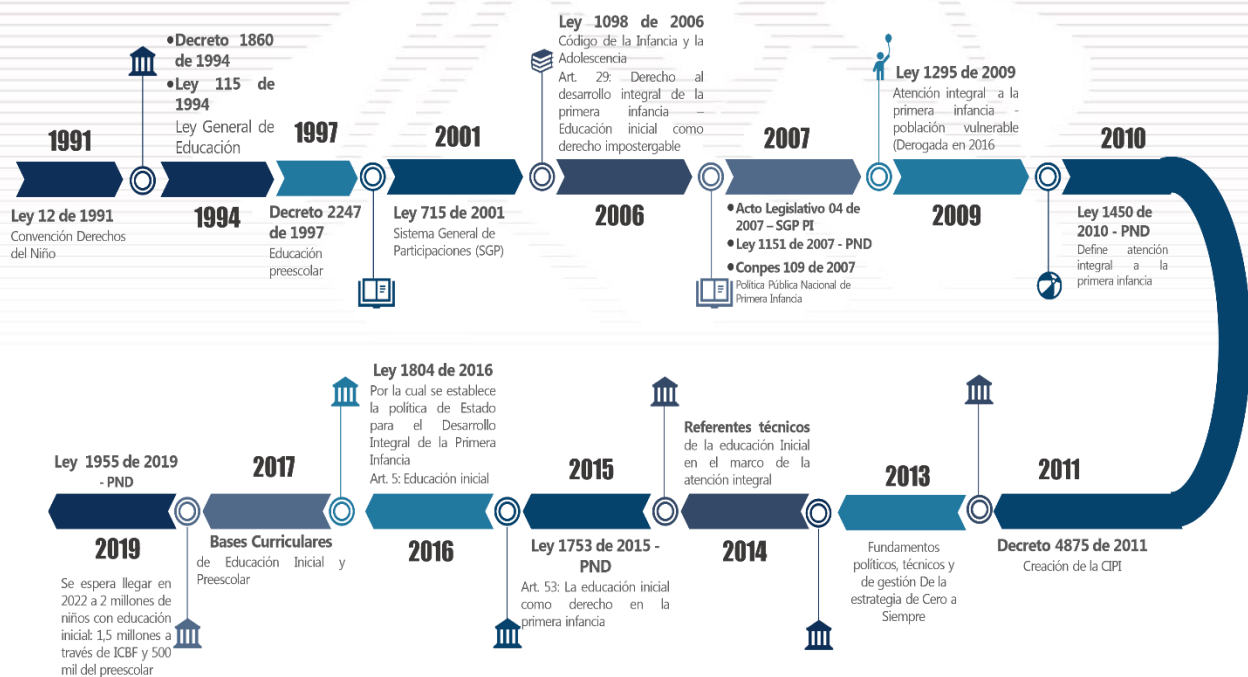 1991
Ley 12 de 1991
Convención Derechos
del Niño
•Decreto 1860
de 1994
•Ley 115 de
1994
Ley General de
Educación
1994
1997
Decreto 2247
de 1997
Educación
preescolar
2001
Ley 715 de 2001
Sistema General de
Participaciones (SGP)
Ley 1098 de 2006
Código de la Infancia y la
Adolescencia
Art. 29: Derecho al
desarrollo integral de la
primera infancia –
Educación inicial como
derecho impostergable
2006
2007
•Acto Legislativo 04 de
2007 – SGP PI
•Ley 1151 de 2007 - PND
•Conpes 109 de 2007
Política Pública Nacional de
Primera Infancia
Ley 1295 de 2009
Atención integral a la
primera infancia -
población vulnerable
(Derogada en 2016
2009
2010
Ley 1450 de
2010 - PND
Define atención
integral a la
primera infancia
2011
Decreto 4875 de 2011
Creación de la CIPI
2013
Fundamentos
políticos, técnicos y
de gestión De la
estrategia de Cero a
Siempre
Referentes técnicos
de la educación Inicial
en el marco de la
atención integral
2014
2015
Ley 1753 de 2015 -
PND
Art. 53: La educación inicial
como derecho en la
primera infancia
Ley 1804 de 2016
Por la cual se establece
la política de Estado
para el Desarrollo
Integral de la Primera
Infancia
Art. 5: Educación inicial
2016
2017
Bases Curriculares
de Educación Inicial y
Preescolar
Ley 1955 de 2019
- PND
2019
Se espera llegar en
2022 a 2 millones de
niños con educación
inicial: 1,5 millones a
través de ICBF y 500
mil del preescolar